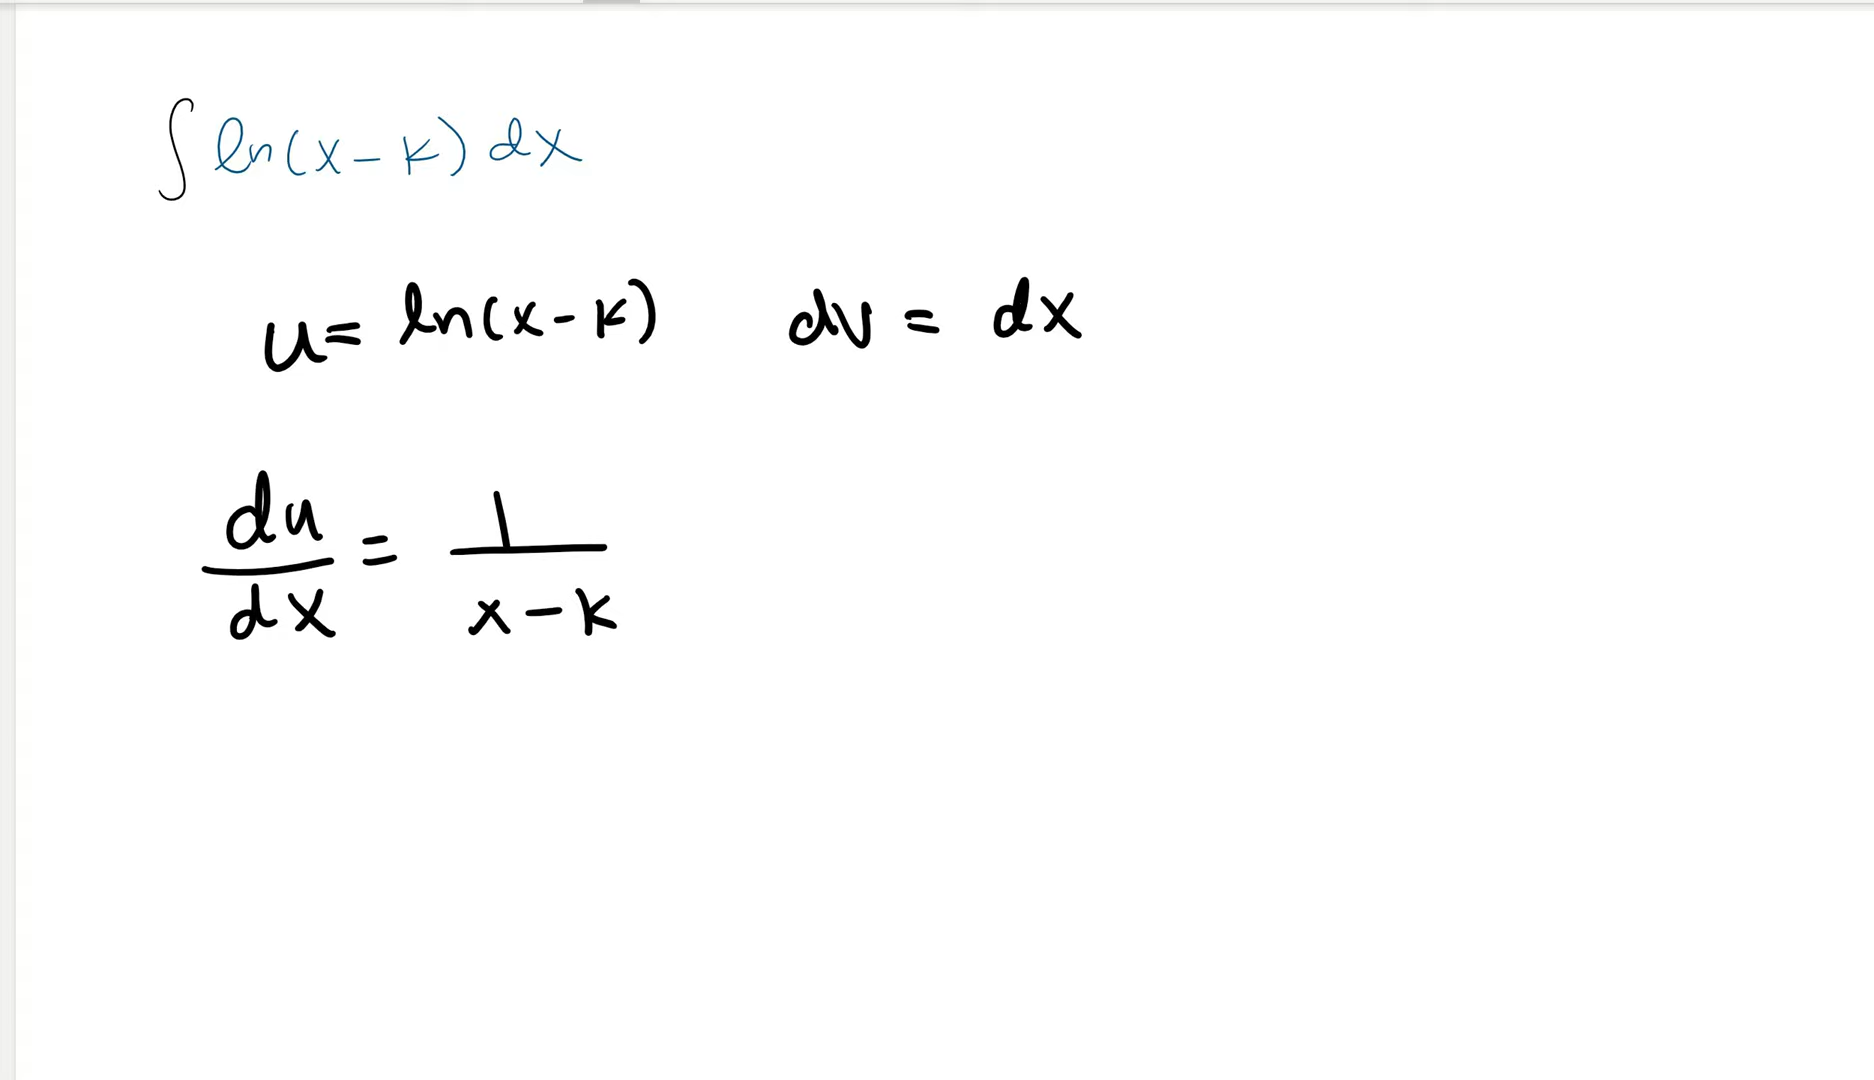 ∫ ln(x-k) dx
u= ln(x-k) dv = dx
du/dx = 1/x-k